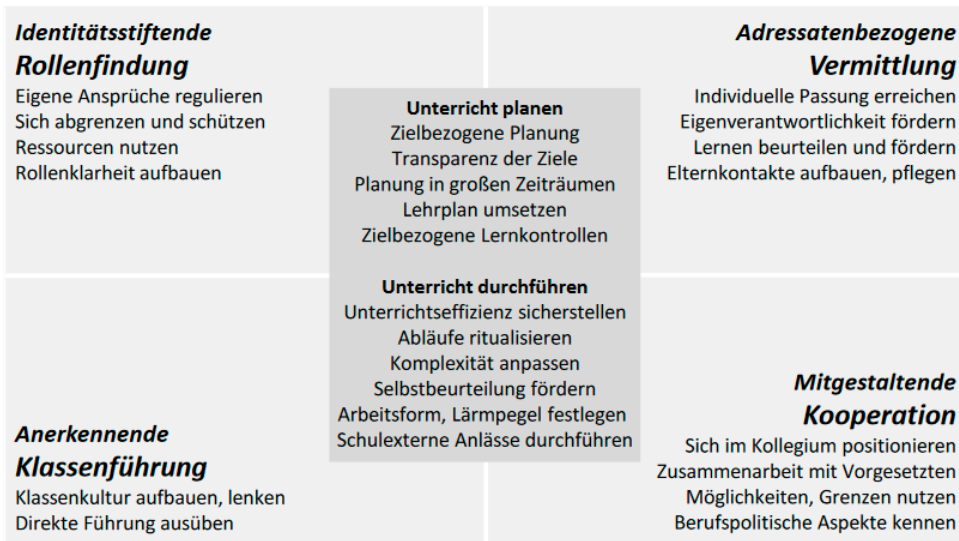 Identitätsstiftende
Rollenfindung
Eigene Ansprüche regulieren
Sich abgrenzen und schützen
Ressourcen nutzen
Rollenklarheit aufbauen
Adressatenbezogene
Vermittlung
Individuelle Passung erreichen
Eigenverantwortlichkeit fördern
Lernen beurteilen und fördern
Elternkontakte aufbauen, pflegen
Unterricht planen
Zielbezogene Planung
Transparenz der Ziele
Planung in großen Zeiträumen
Lehrplan umsetzen
Zielbezogene Lernkontrollen
Unterricht durchführen
Unterrichtseffizienz sicherstellen
Abläufe ritualisieren
Komplexität anpassen
Selbstbeurteilung fördern
Arbeitsform, Lärmpegel festlegen
Schulexterne Anlässe durchführen
Anerkennende
Klassenführung
Klassenkultur aufbauen, lenken
Direkte Führung ausüben
Mitgestaltende
Kooperation
Sich im Kollegium positionieren
Zusammenarbeit mit Vorgesetzten
Möglichkeiten, Grenzen nutzen
Berufspolitische Aspekte kennen